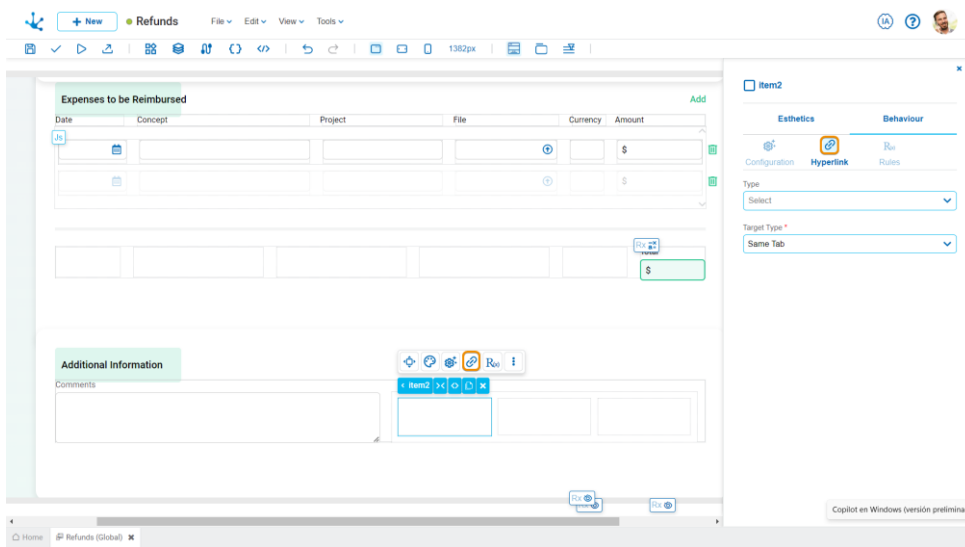 + New
Refunds
File
Edit
View
Tools
IA
?
</>
1382px
Expenses to be Reimbursed
Add
Date
Concept
Project
File
Currency
Amount
Js
$
$
Rx
Total
$
Additional Information
Comments
item2
Rx
Rx
Rx
item2
Esthetics
Behaviour
Configuration
Hyperlink
Rules
Type
Select
Target Type *
Same Tab
Copilot en Windows (versión prelimina
Home
Refunds (Global)